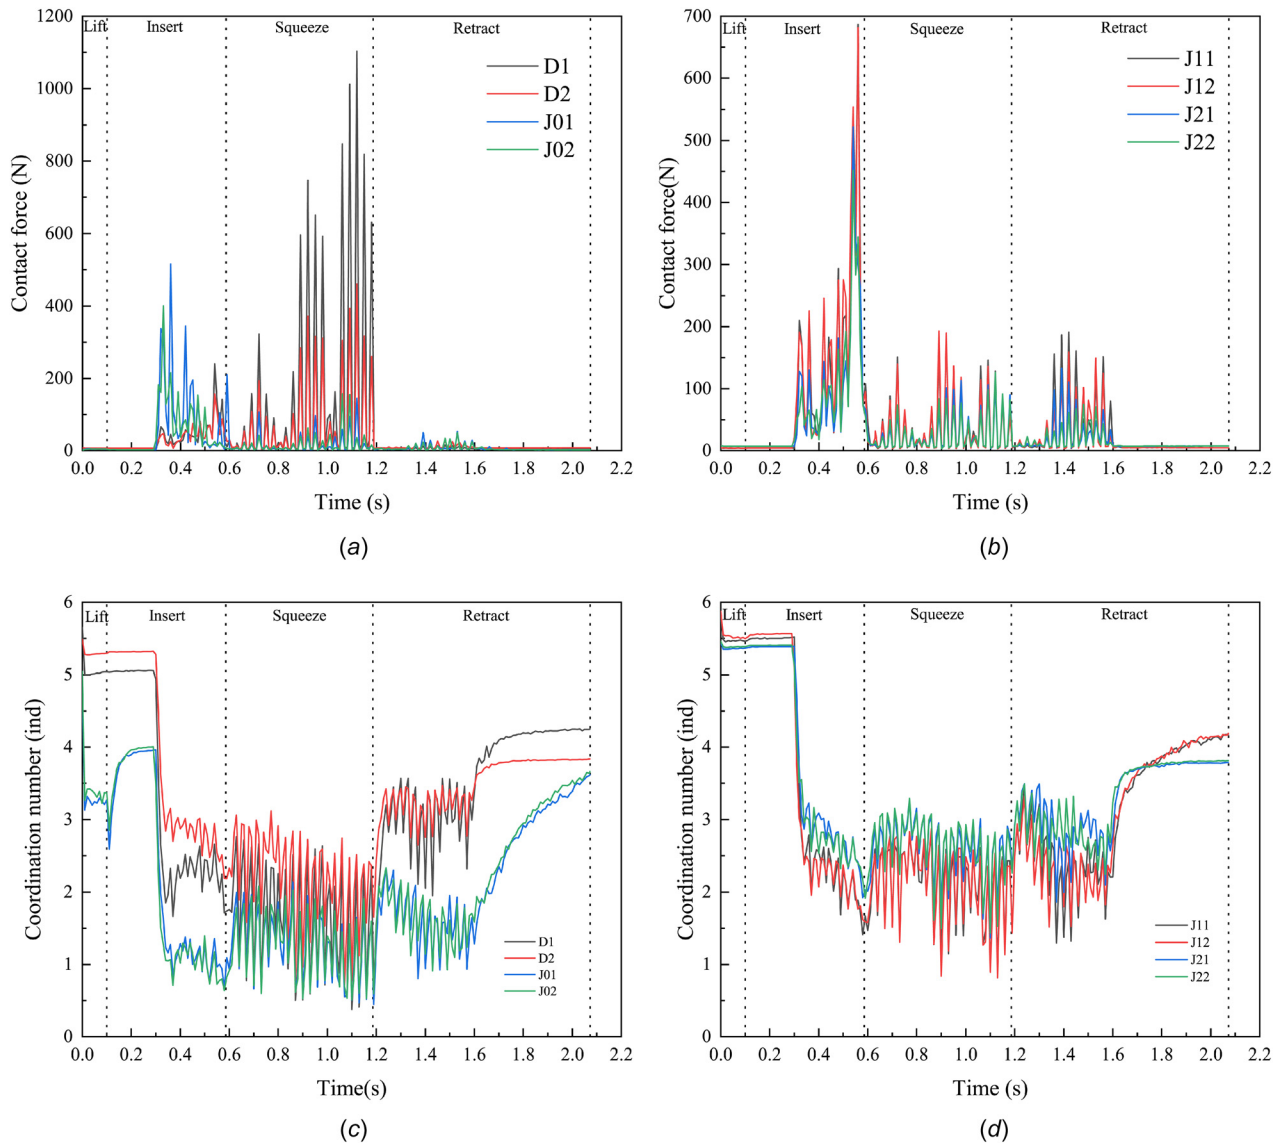 1200
1000
800
600
400
200
0
Contact force (N)
Lift Insert Squeeze Retract
D1
D2
J01
J02
0.0 0.2 0.4 0.6 0.8 1.0 1.2 1.4 1.6 1.8 2.0 2.2
Time (s)
(a)
700
600
500
400
300
200
100
0
Contact force(N)
Lift Insert Squeeze Retract
J11
J12
J21
J22
0.0 0.2 0.4 0.6 0.8 1.0 1.2 1.4 1.6 1.8 2.0 2.2
Time (s)
(b)
6
5
4
3
2
1
0
Coordination number (ind)
Lift Insert Squeeze Retract
D1
D2
J01
J02
0.0 0.2 0.4 0.6 0.8 1.0 1.2 1.4 1.6 1.8 2.0 2.2
Time(s)
(c)
6
5
4
3
2
1
0
Coordination number (ind)
Lift Insert Squeeze Retract
J11
J12
J21
J22
0.0 0.2 0.4 0.6 0.8 1.0 1.2 1.4 1.6 1.8 2.0 2.2
Time (s)
(d)